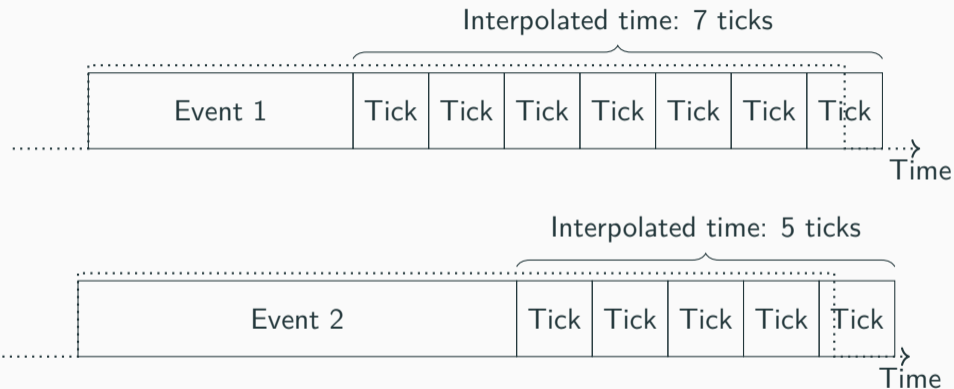 Interpolated time: 7 ticks
Event 1 Tick Tick Tick Tick Tick Tick Tick
Time
Interpolated time: 5 ticks
Event 2 Tick Tick Tick Tick Tick
Time